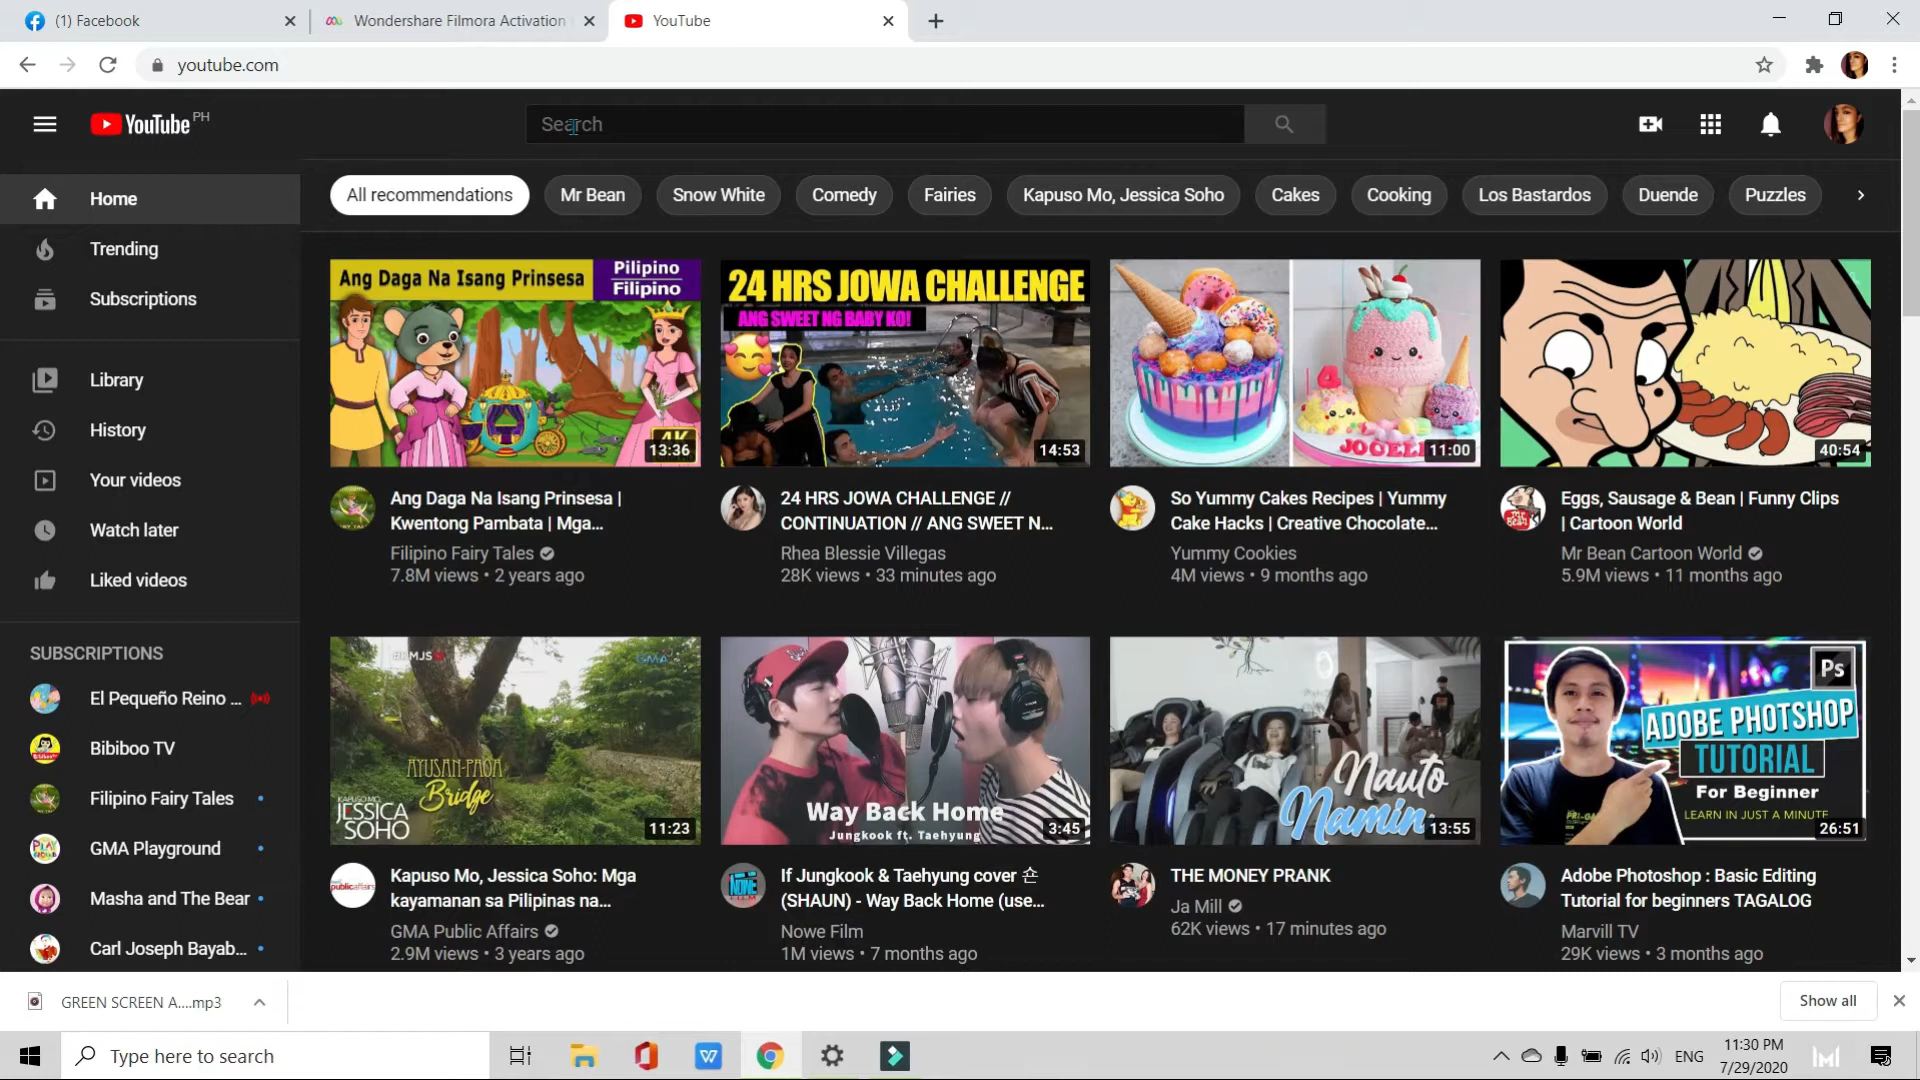 (1) Facebook
Wondershare Filmora Activation
YouTube
youtube.com
YouTube PH
Search
Home
Trending
Subscriptions
Library
History
Your videos
Watch later
Liked videos
SUBSCRIPTIONS
El Pequeño Reino ...
Bibiboo TV
Filipino Fairy Tales
GMA Playground
Masha and The Bear
Carl Joseph Bayab...
All recommendations
Mr Bean
Snow White
Comedy
Fairies
Kapuso Mo, Jessica Soho
Cakes
Cooking
Los Bastardos
Duende
Puzzles
Ang Daga Na Isang Prinsesa
Pilipino
Filipino
4K
13:36
Ang Daga Na Isang Prinsesa |
Kwentong Pambata | Mga...
Filipino Fairy Tales
7.8M views • 2 years ago
24 HRS JOWA CHALLENGE
ANG SWEET NG BABY KO!
14:53
24 HRS JOWA CHALLENGE //
CONTINUATION // ANG SWEET N...
Rhea Blessie Villegas
28K views • 33 minutes ago
11:00
So Yummy Cakes Recipes | Yummy
Cake Hacks | Creative Chocolate...
Yummy Cookies
4M views • 9 months ago
40:54
Eggs, Sausage & Bean | Funny Clips
| Cartoon World
Mr Bean Cartoon World
5.9M views • 11 months ago
GMA
Bridge
KAPUSO MO,
JESSICA
SOHO
11:23
Kapuso Mo, Jessica Soho: Mga
kayamanan sa Pilipinas na...
GMA Public Affairs
2.9M views • 3 years ago
Way Back Home
Jungkook ft. Taehyung
3:45
If Jungkook & Taehyung cover 숀
(SHAUN) - Way Back Home (use...
Nowe Film
1M views • 7 months ago
Nauto
Namin
13:55
THE MONEY PRANK
Ja Mill
62K views • 17 minutes ago
Ps
ADOBE PHOTSHOP
TUTORIAL
For Beginner
LEARN IN JUST A MINUTE
26:51
Adobe Photoshop : Basic Editing
Tutorial for beginners TAGALOG
Marvill TV
29K views • 3 months ago
GREEN SCREEN A....mp3
Show all
Type here to search
ENG
11:30 PM
7/29/2020